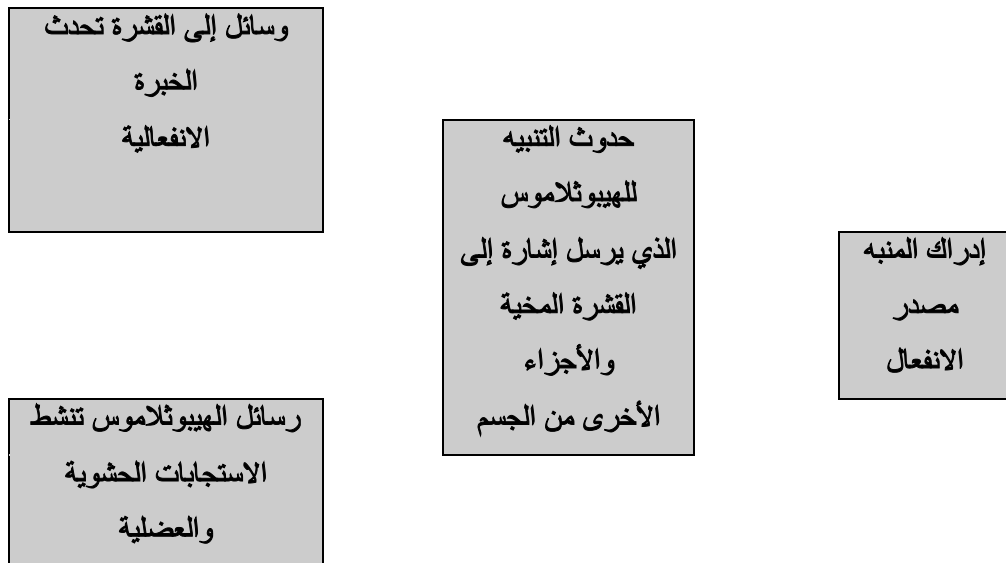 إدراك المنبه
مصدر
الانفعال
حدوث التنبيه
للهيبوثلاموس
الذي يرسل إشارة إلى
القشرة المخية
والأجزاء
الأخرى من الجسم
وسائل إلى القشرة تحدث
الخبرة
الانفعالية
رسائل الهيبوثلاموس تنشط
الاستجابات الحشوية
والعضلية